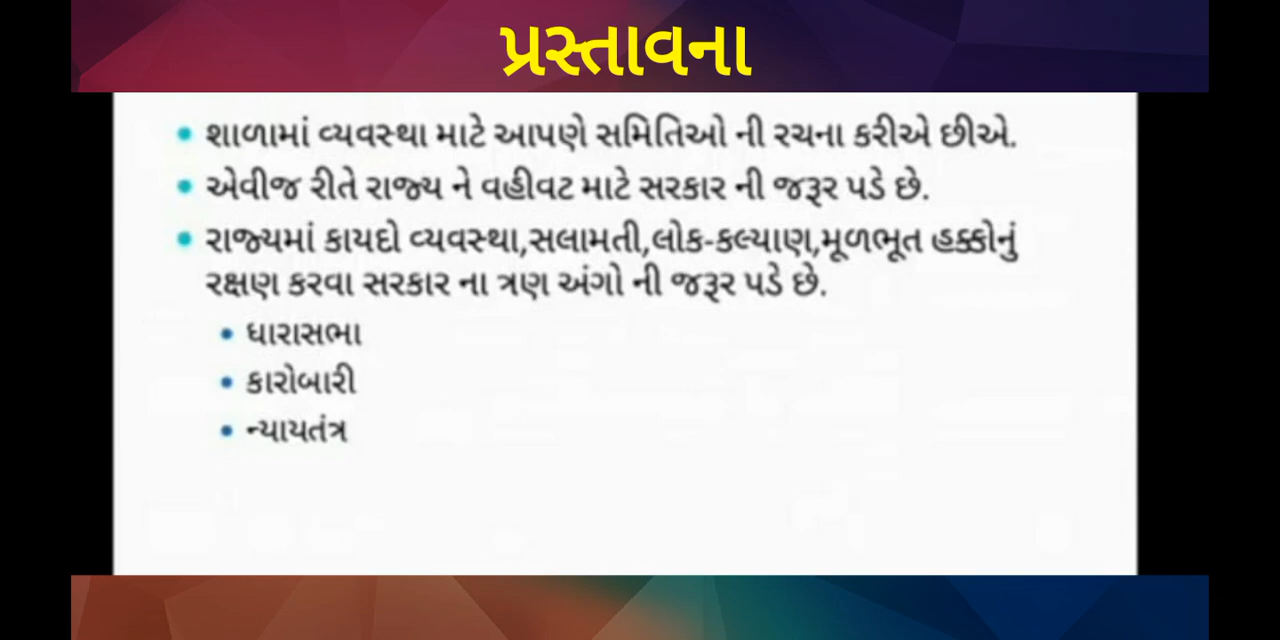 પ્રસ્તાવના
શાળામાં વ્યવસ્થા માટે આપણે સમિતિઓ ની રચના કરીએ છીએ.
એવીજ રીતે રાજ્ય ને વહીવટ માટે સરકાર ની જરૂર પડે છે.
રાજ્યમાં કાયદો વ્યવસ્થા,સલામતી,લોક-કલ્યાણ,મૂળભૂત હક્કોનું
રક્ષણ કરવા સરકાર ના ત્રણ અંગો ની જરૂર પડે છે.
ધારાસભા
કારોબારી
ન્યાયતંત્ર